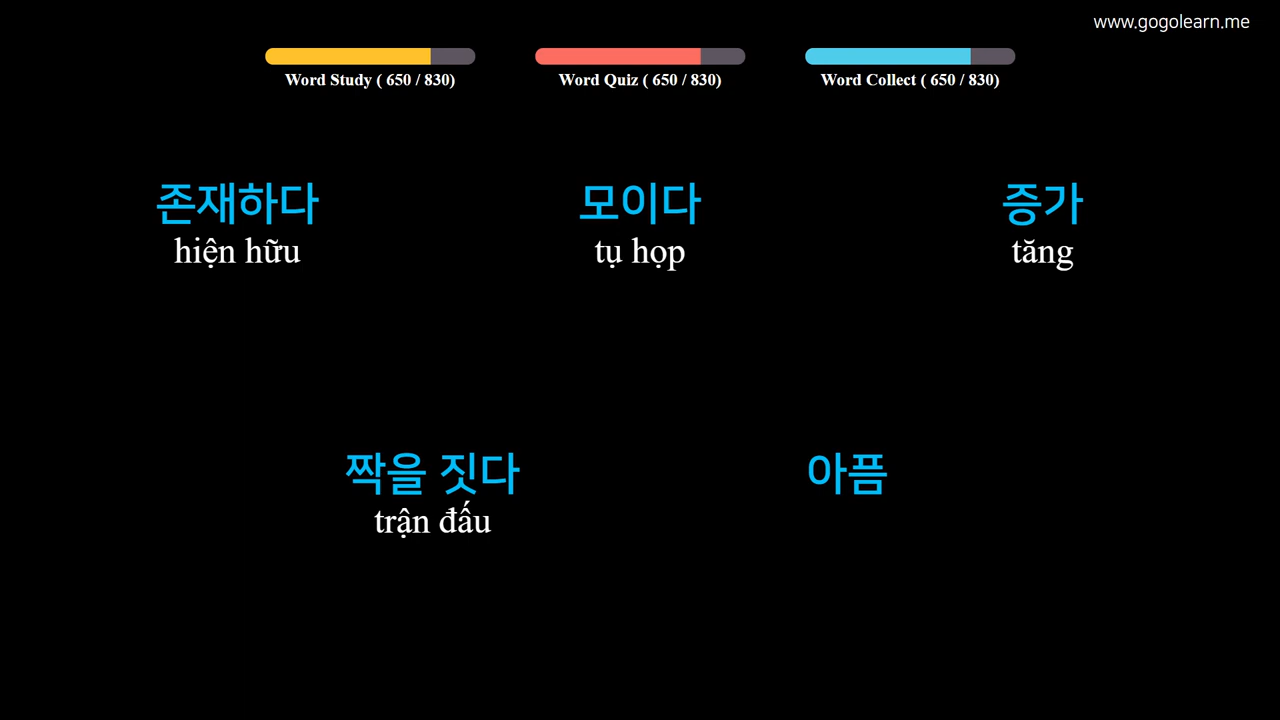 www.gogolearn.me
Word Study ( 650 / 830)
Word Quiz ( 650 / 830)
Word Collect ( 650 / 830)
존재하다
hiện hữu
모이다
tụ họp
증가
tăng
짝을 짓다
trận đấu
아픔